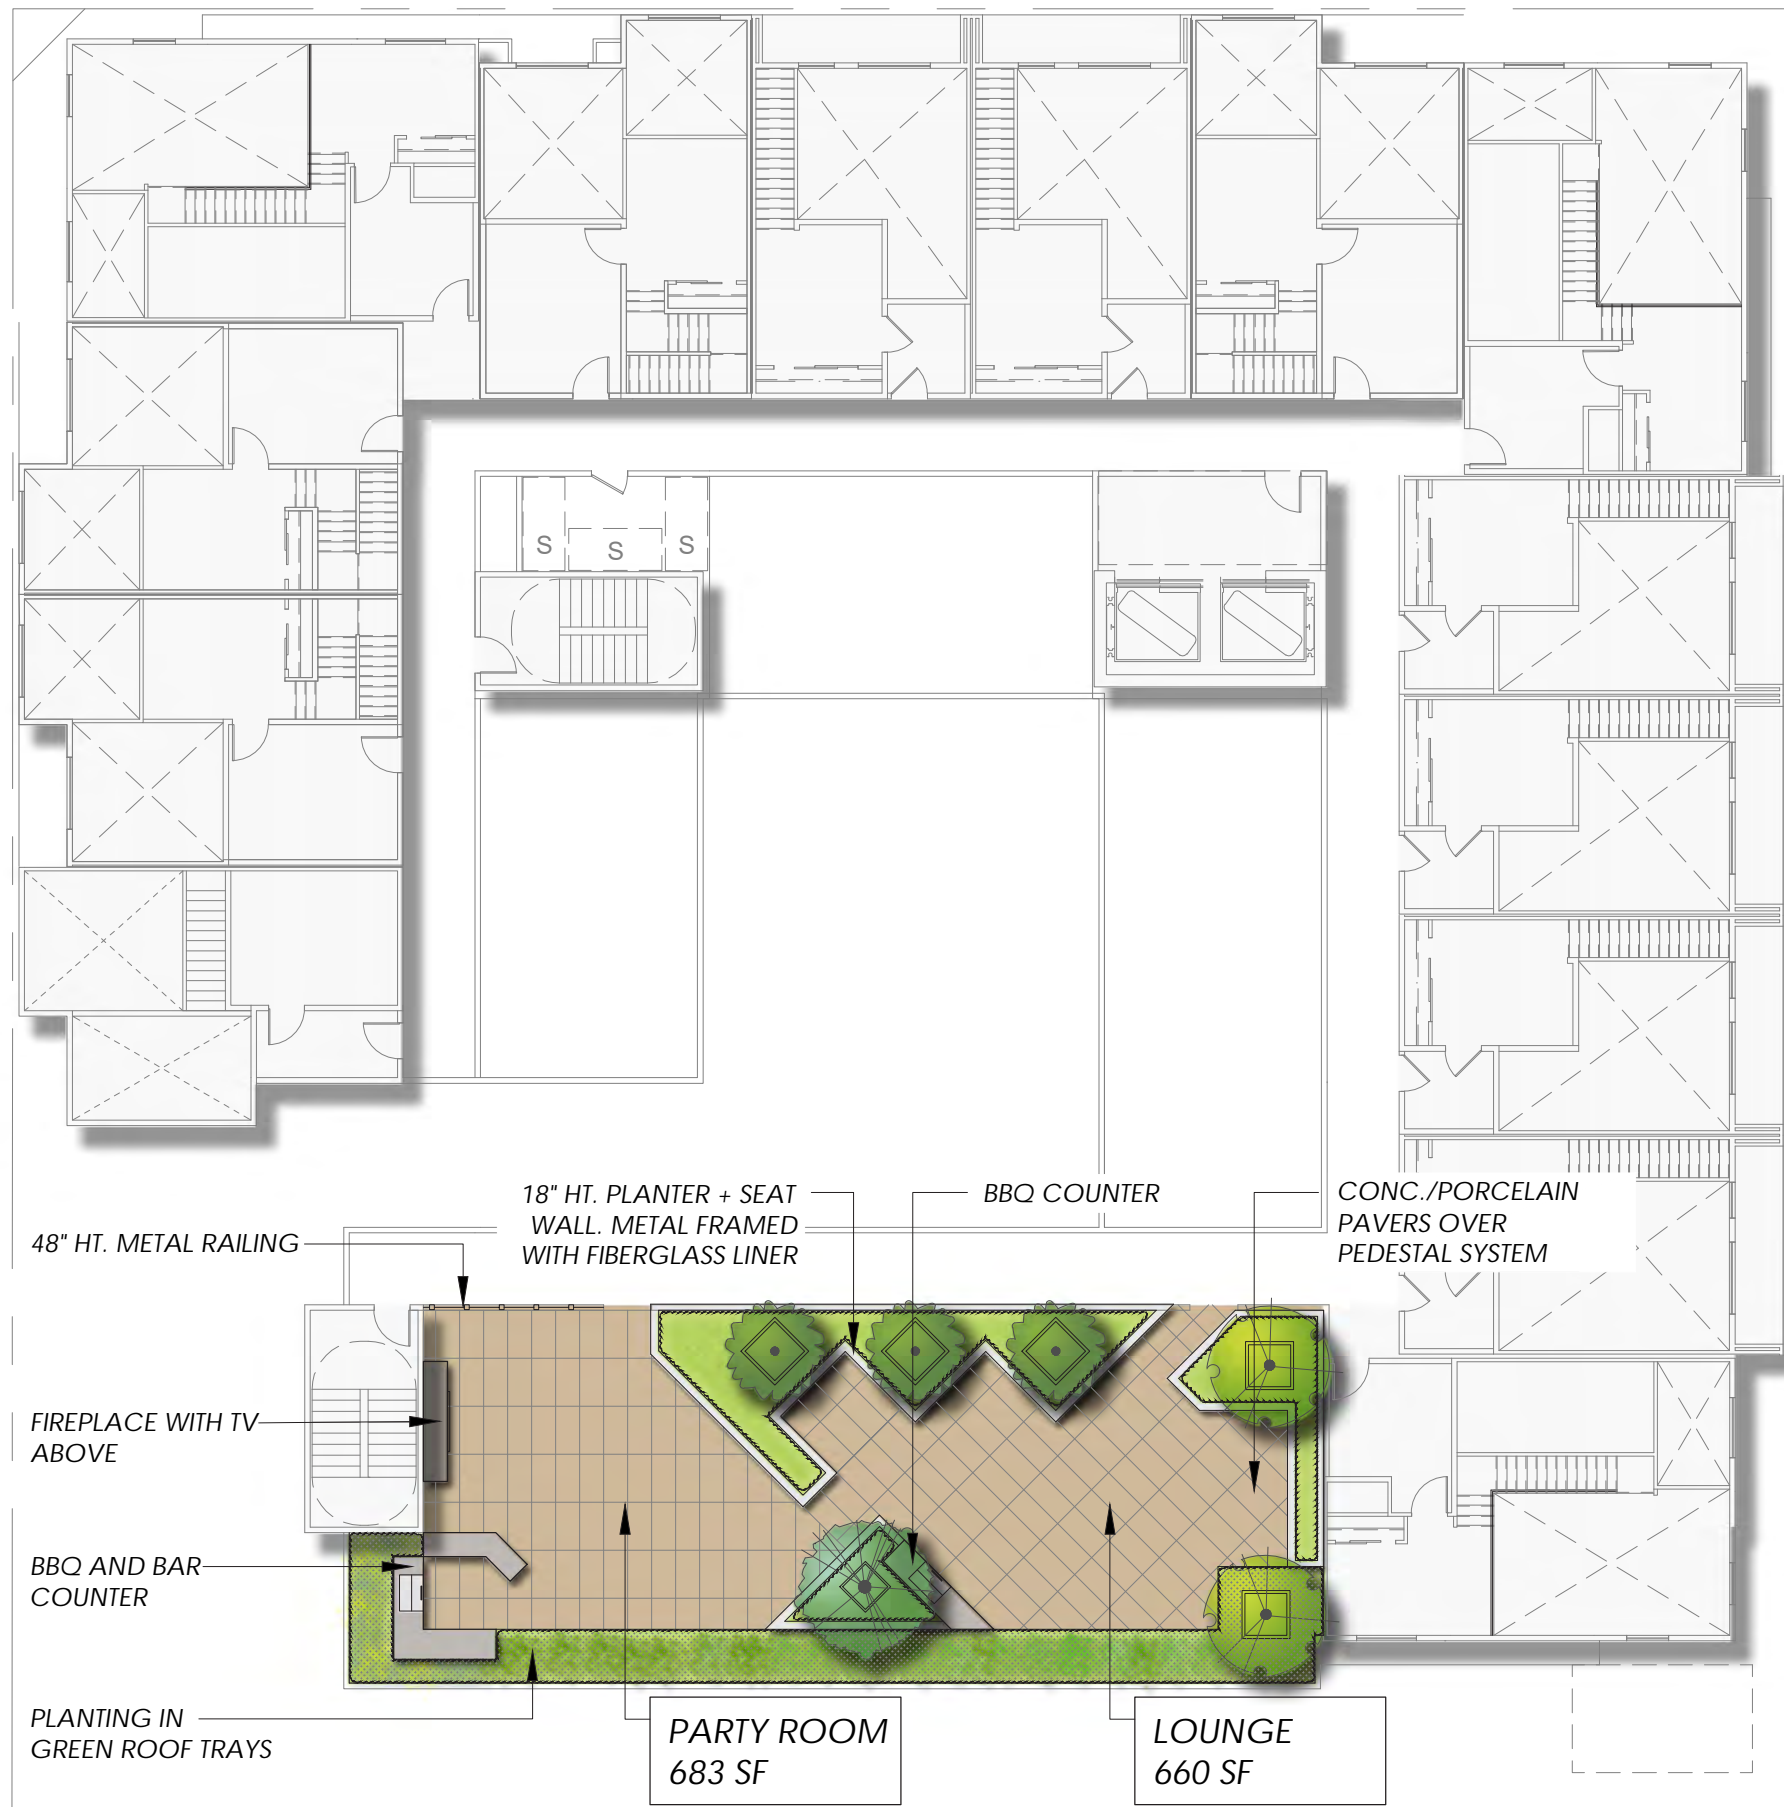 S
S
S
18" HT. PLANTER + SEAT
WALL. METAL FRAMED
WITH FIBERGLASS LINER
BBQ COUNTER
CONC./PORCELAIN
PAVERS OVER
PEDESTAL SYSTEM
48" HT. METAL RAILING
FIREPLACE WITH TV
ABOVE
BBQ AND BAR
COUNTER
PLANTING IN
GREEN ROOF TRAYS
PARTY ROOM
683 SF
LOUNGE
660 SF